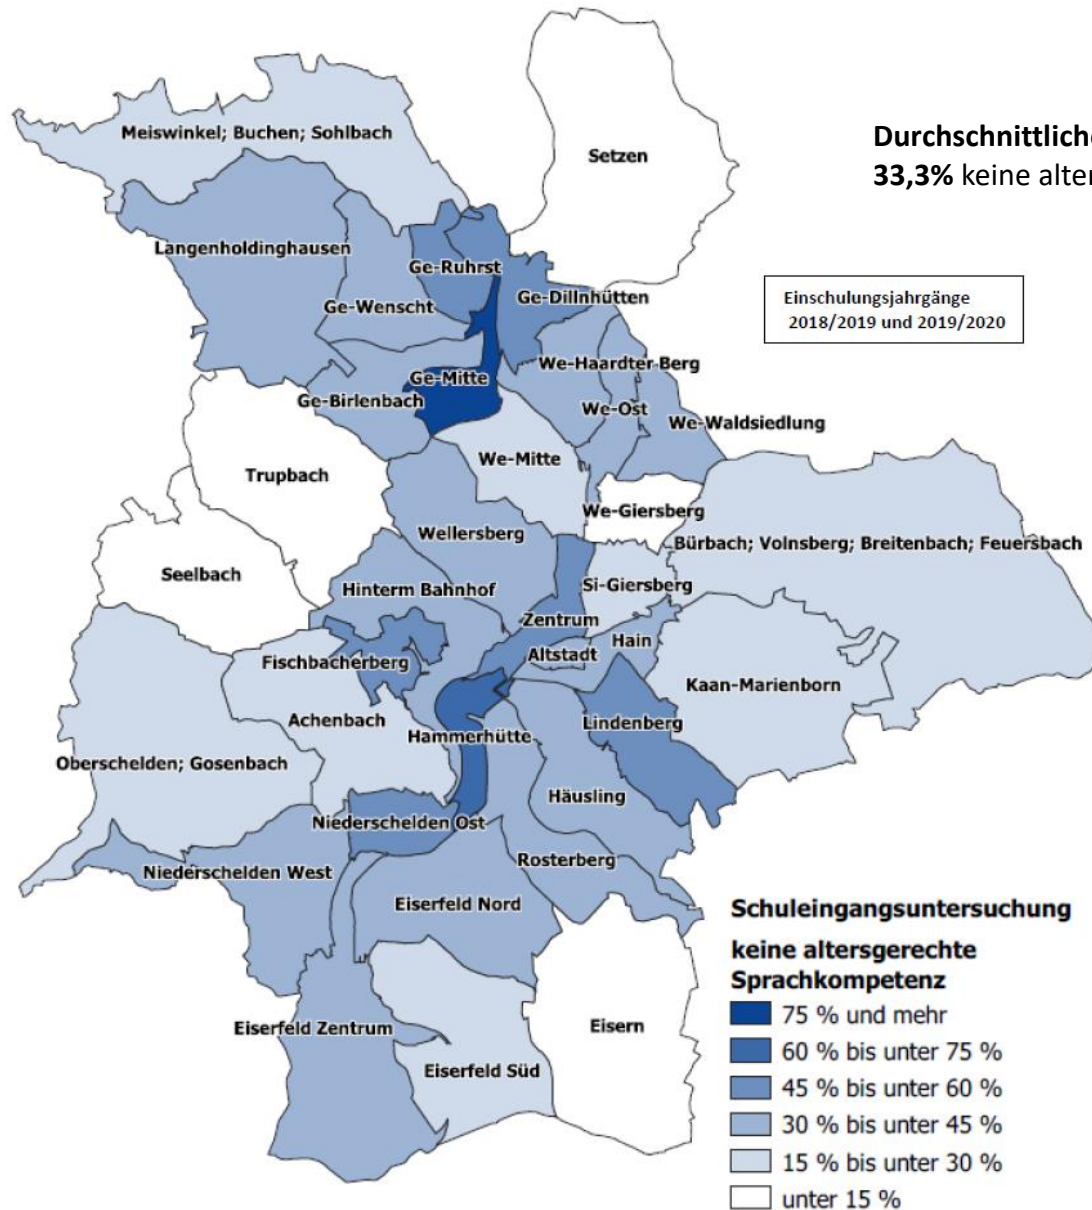 Meiswinkel; Buchen; Sohlbach
Setzen
Durchschnittliche
33,3% keine alter
Langenholdinghausen
Ge-Ruhrst
Ge-Wenscht
Ge-Dillnhütten
Einschulungsjahrgänge
2018/2019 und 2019/2020
We-Haardter Berg
Ge-Mitte
Ge-Birlenbach
We-Ost
We-Waldsiedlung
We-Mitte
Trupbach
We-Giersberg
Wellersberg
Bürbach; Volnsberg; Breitenbach; Feuersbach
Seelbach
Hinterm Bahnhof
Si-Giersberg
Zentrum
Hain
Altstadt
Fischbacherberg
Kaan-Marienborn
Achenbach
Lindenberg
Hammerhütte
Oberschelden; Gosenbach
Häusling
Niederschelden Ost
Rosterberg
Niederschelden West
Eiserfeld Nord
Eisern
Eiserfeld Zentrum
Eiserfeld Süd
Schuleingangsuntersuchung
keine altersgerechte
Sprachkompetenz
75 % und mehr
60 % bis unter 75 %
45 % bis unter 60 %
30 % bis unter 45 %
15 % bis unter 30 %
unter 15 %